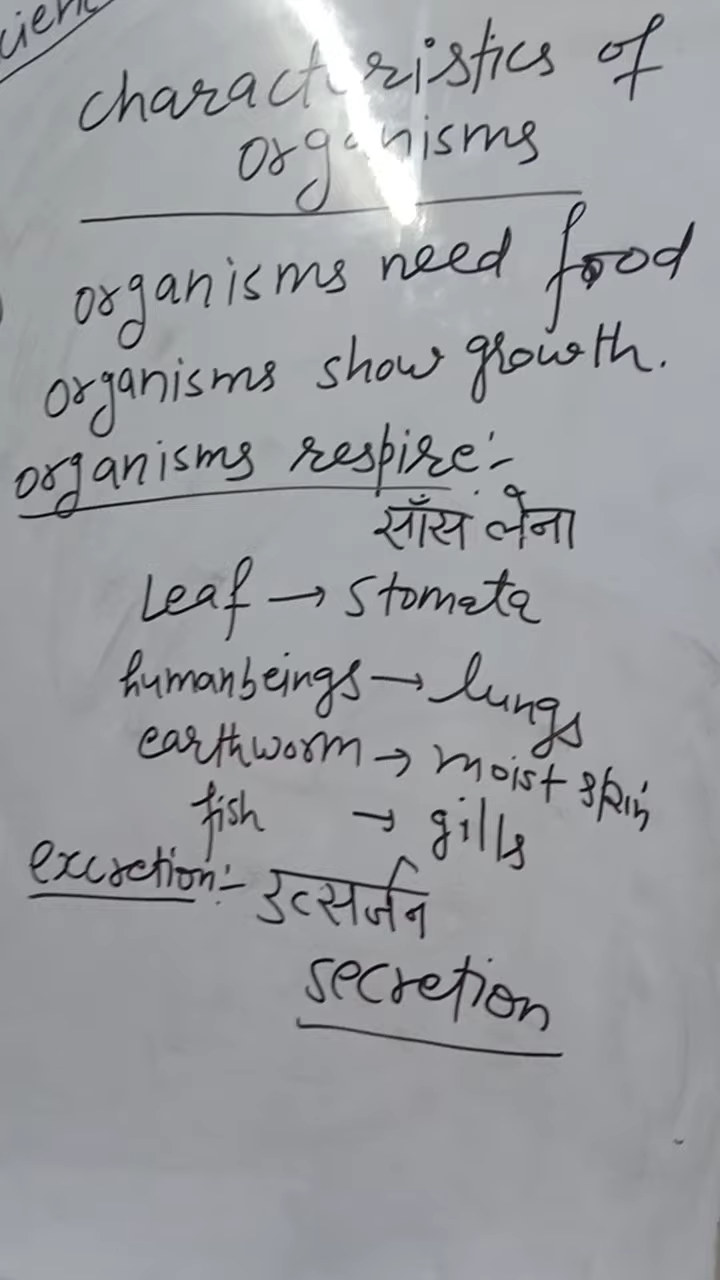 characteristics of
organisms
organisms need food
organisms show growth.
organisms respire:-
साँस लेना
Leaf → Stomata
humanbeings → lungs
earthworm → moist skin
fish → gills
excretion:- उत्सर्जन
secretion